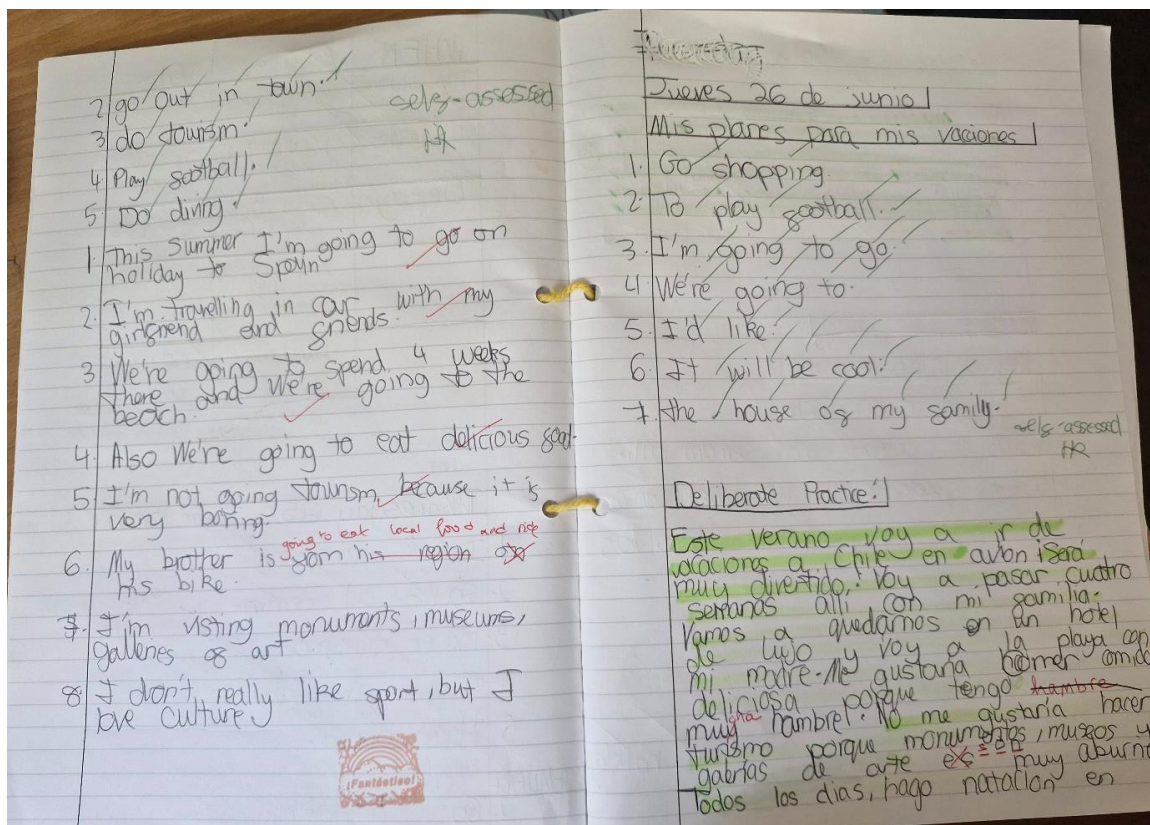 2 go out in town.
self-assessed
HR
3 do tourism.
4 Play football.
5 Do diving.
1. This summer I'm going to go on
holiday to Spain
2. I'm travelling in car with my
girlfriend and friends.
3 We're going to spend 4 weeks
there and We're going to the
beach.
4. Also We're going to eat delicious food.
5 I'm not going tourism, because it is
very boring.
going to eat local food and ride
6. My brother is from his region
his bike.
7. I'm visting monuments, museums,
galleries of art
8. I don't really like sport, but I
love culture.
¡Fantástico!
Jueves 26 de junio
Mis planes para mis vaciones
1. Go shopping.
2. To play football.
3. I'm going to go.
4 We're going to.
5. I'd like.
6. It will be cool!
7. the house of my family.
self-assessed
HR
Deliberate Practice:
Este verano voy a ir de
vacaciones a Chile en avion ¡será
muy divertido! Voy a pasar cuatro
semanas allí con mi familia.
Vamos a quedarnos en un hotel
de lujo y voy a la playa con
mi madre. Me gustaria comer comida
deliciosa porque tengo hambre
muy hambre! No me gustaría hacer
turismo porque monumentos, museos y
de arte es son muy aburri
Todos los dias, hago natación en